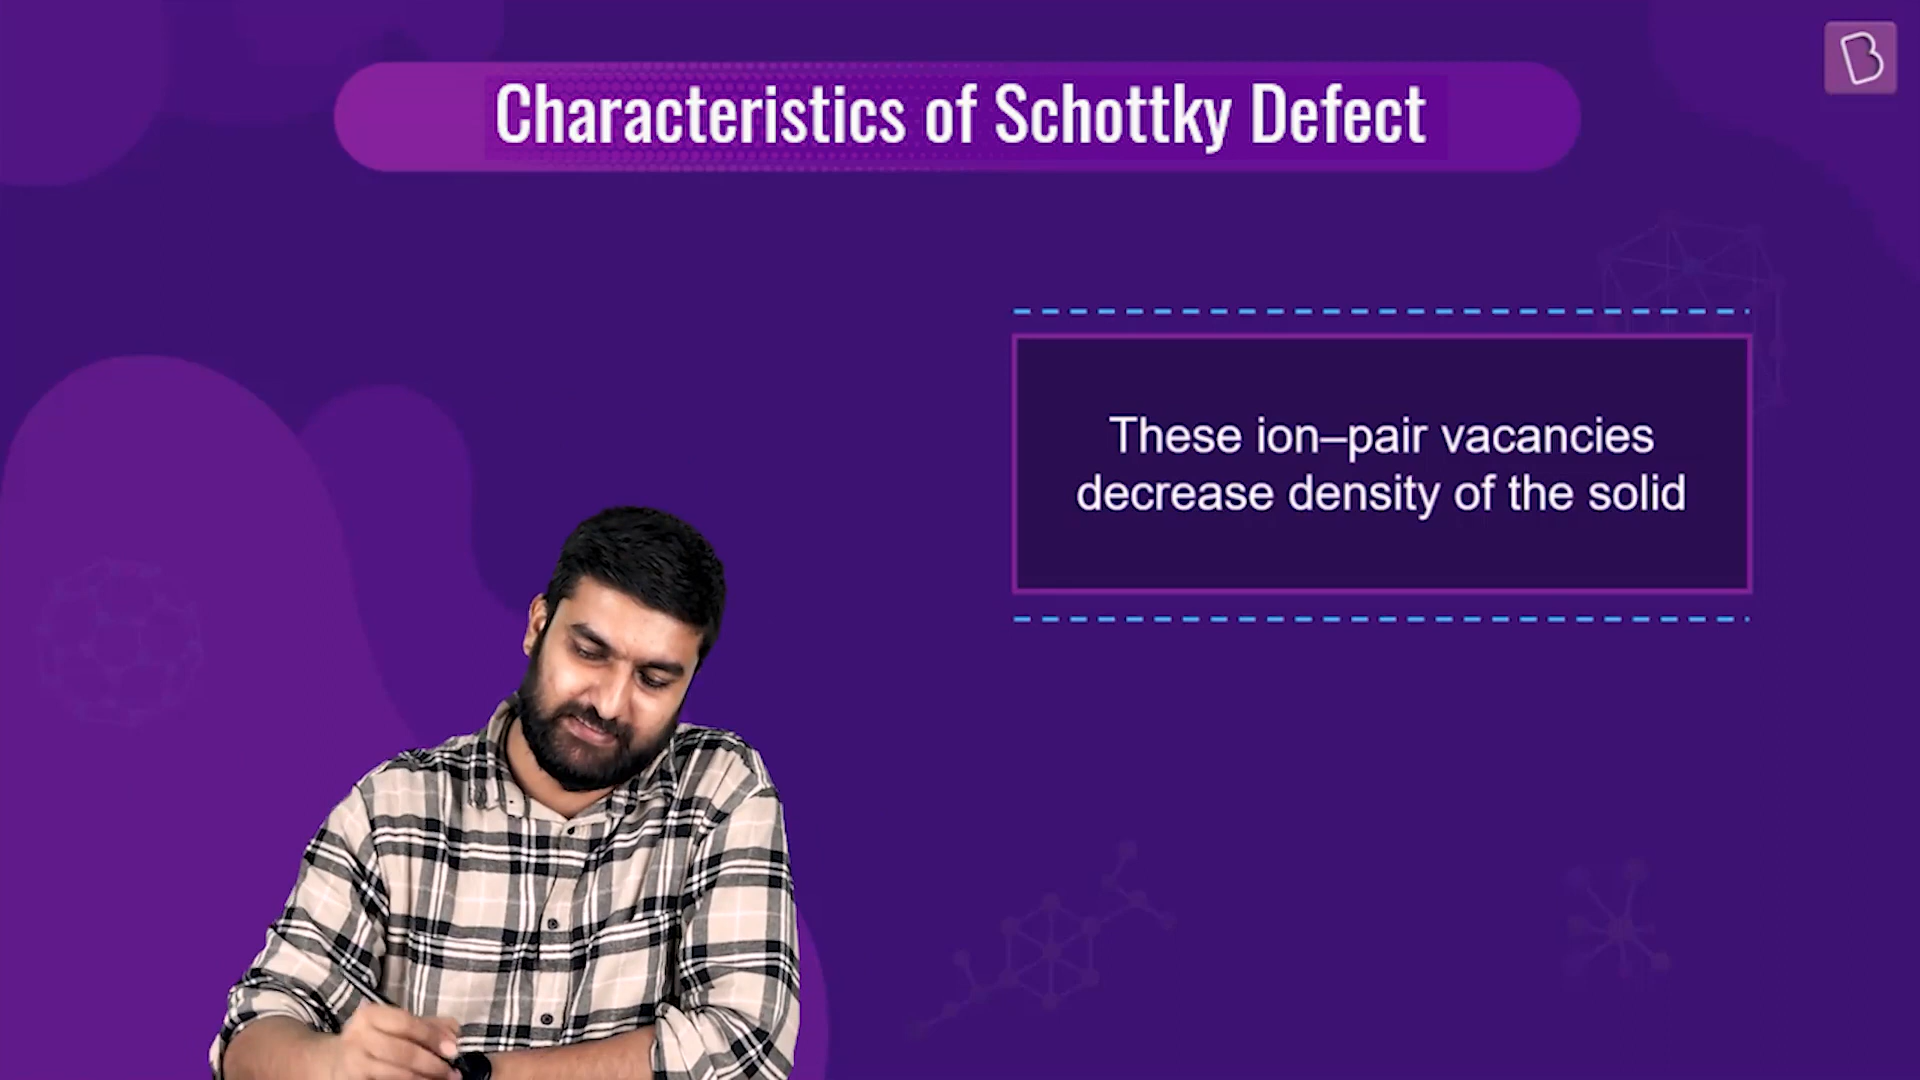 Characteristics of Schottky Defect
B
These ion–pair vacancies
decrease density of the solid